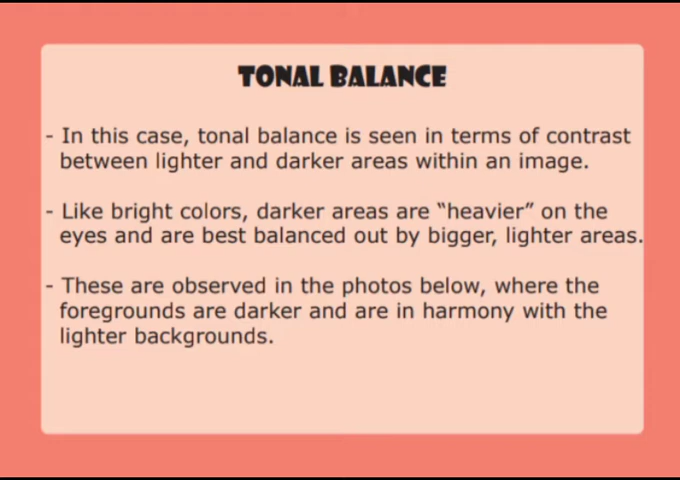 TONAL BALANCE
- In this case, tonal balance is seen in terms of contrast
between lighter and darker areas within an image.
- Like bright colors, darker areas are “heavier” on the
eyes and are best balanced out by bigger, lighter areas.
- These are observed in the photos below, where the
foregrounds are darker and are in harmony with the
lighter backgrounds.